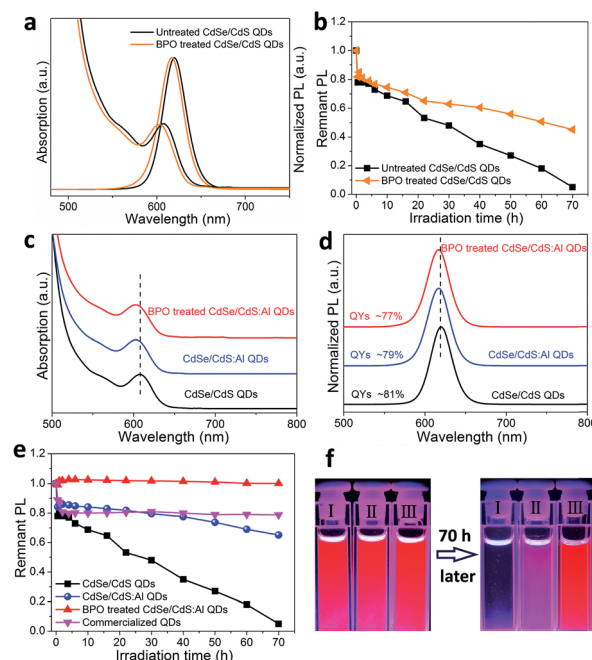 a
Untreated CdSe/CdS QDs
BPO treated CdSe/CdS QDs
Absorption (a.u.)
Normalized PL (a.u.)
500
600
700
Wavelength (nm)
b
Remnant PL
1.2
1.0
0.8
0.6
0.4
0.2
0.0
Untreated CdSe/CdS QDs
BPO treated CdSe/CdS QDs
0 10 20 30 40 50 60 70
Irradiation time (h)
c
Absorption (a.u.)
BPO treated CdSe/CdS:Al QDs
CdSe/CdS:Al QDs
CdSe/CdS QDs
500 600 700 800
Wavelength (nm)
d
Normalized PL (a.u.)
BPO treated CdSe/CdS:Al QDs
QYs ~77%
QYs ~79%
CdSe/CdS:Al QDs
QYs ~81%
CdSe/CdS QDs
500 600 700 800
Wavelength (nm)
e
Remnant PL
1.4
1.2
1.0
0.8
0.6
0.4
0.2
0.0
CdSe/CdS QDs
CdSe/CdS:Al QDs
BPO treated CdSe/CdS:Al QDs
Commercialized QDs
0 10 20 30 40 50 60 70
Irradiation time (h)
f
I II III
70 h
later
I II III